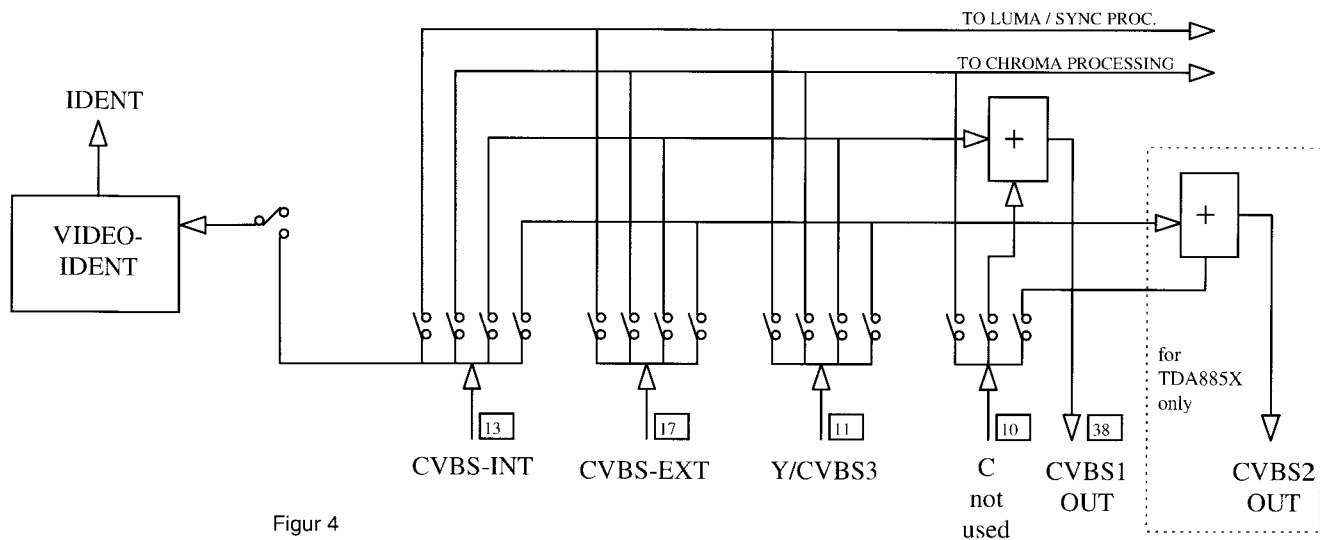 TO LUMA / SYNC PROC.
TO CHROMA PROCESSING
IDENT
+
VIDEO-
IDENT
+
for
TDA885X
only
13
17
11
10
38
CVBS-INT
CVBS-EXT
Y/CVBS3
C
not
used
CVBS1
OUT
CVBS2
OUT
Figur 4